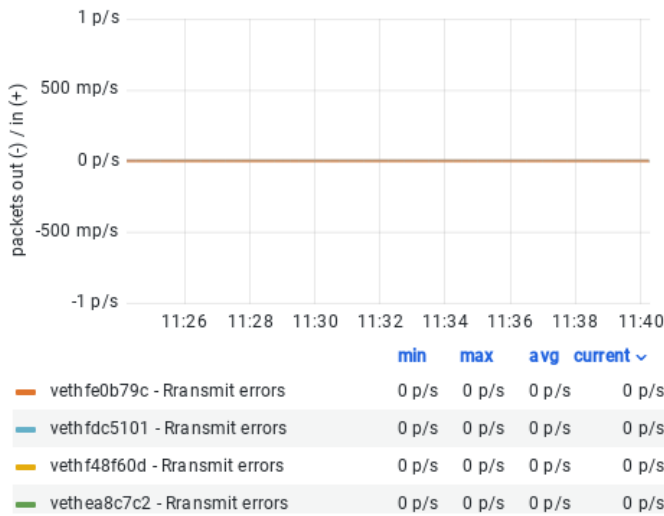 packets out (-) / in (+)
1 p/s
500 mp/s
0 p/s
-500 mp/s
-1 p/s
11:26 11:28 11:30 11:32 11:34 11:36 11:38 11:40
min max avg current
vethfe0b79c - Rransmit errors 0 p/s 0 p/s 0 p/s 0 p/s
vethfdc5101 - Rransmit errors 0 p/s 0 p/s 0 p/s 0 p/s
vethf48f60d - Rransmit errors 0 p/s 0 p/s 0 p/s 0 p/s
vethea8c7c2 - Rransmit errors 0 p/s 0 p/s 0 p/s 0 p/s